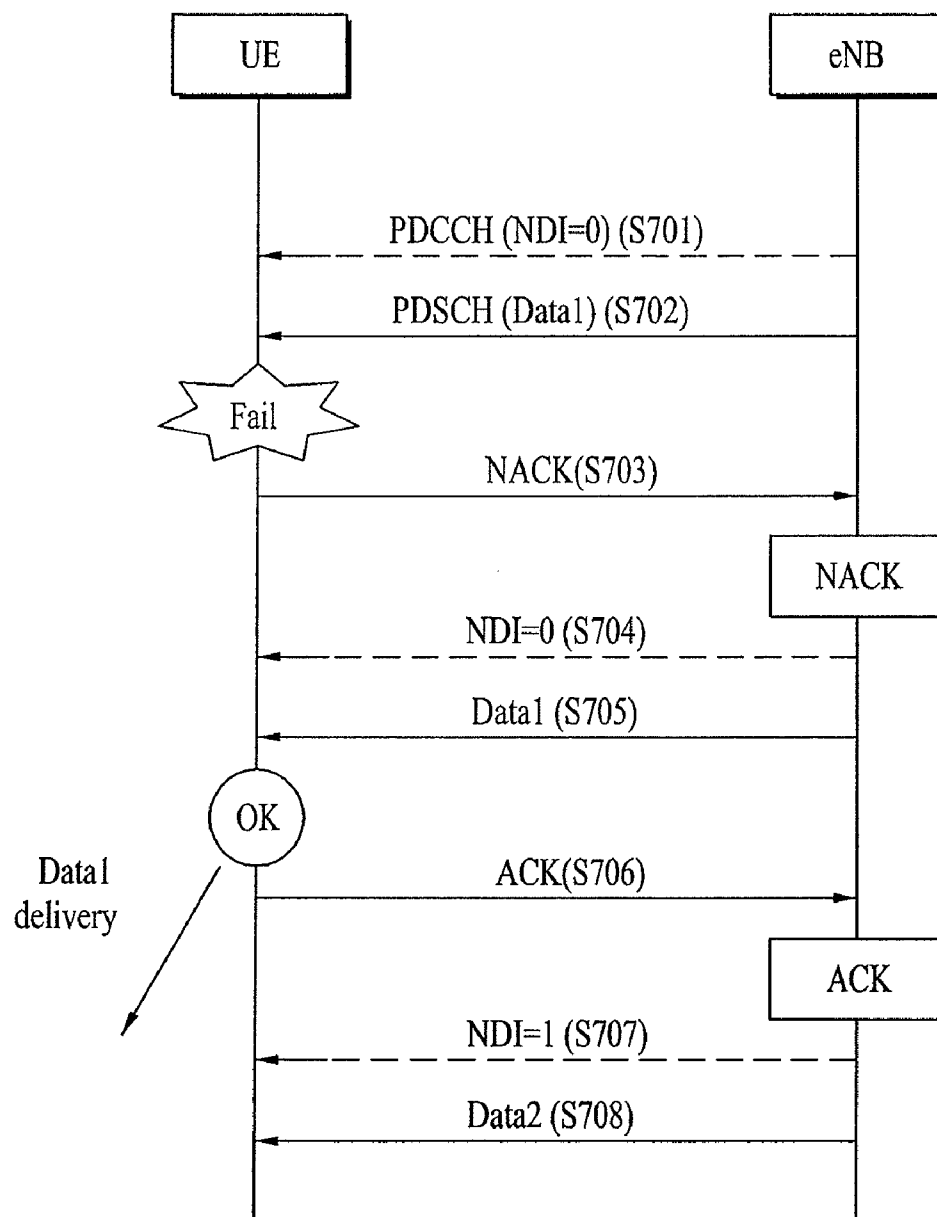 UE
eNB
PDCCH (NDI=0) (S701)
PDSCH (Data1) (S702)
Fail
NACK(S703)
NACK
NDI=0 (S704)
Data1 (S705)
OK
Data1
delivery
ACK(S706)
ACK
NDI=1 (S707)
Data2 (S708)